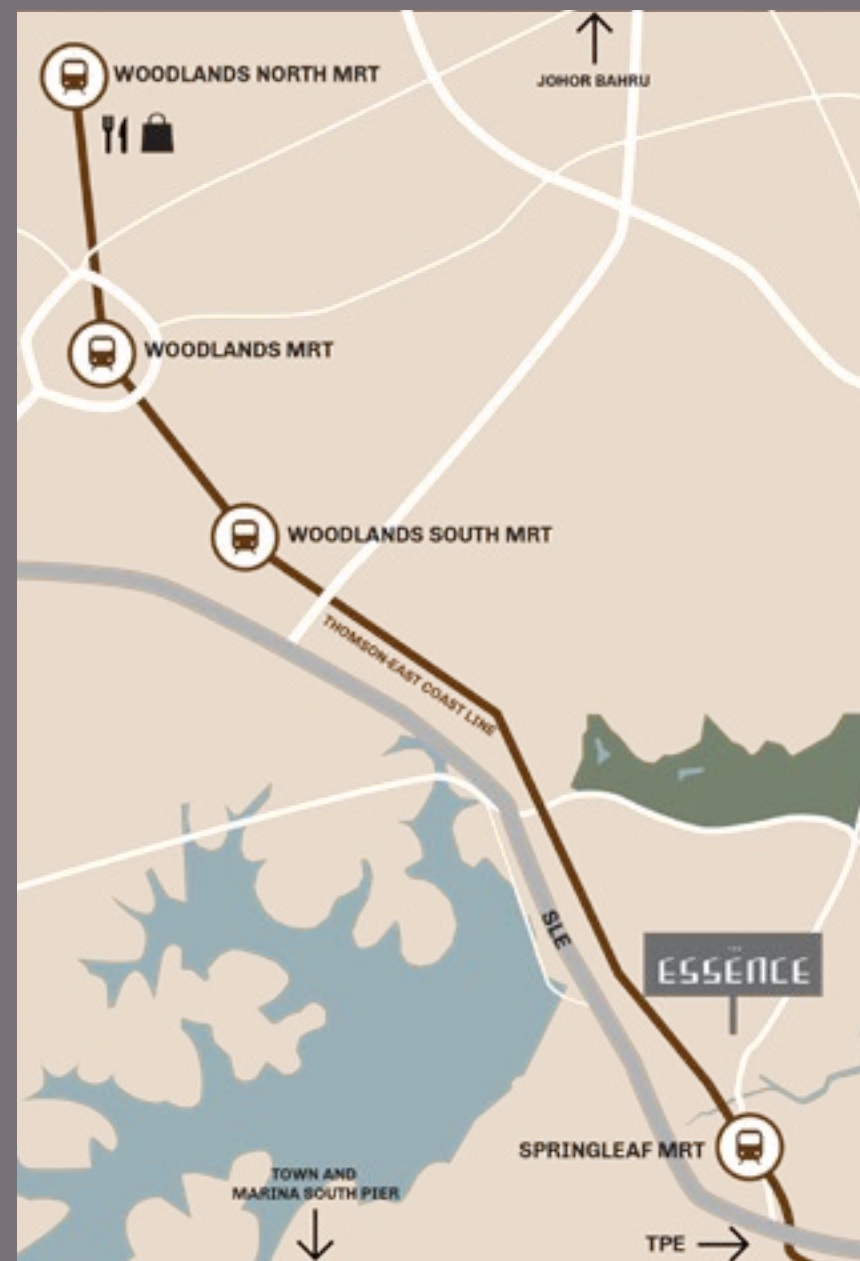 WOODLANDS NORTH MRT
JOHOR BAHRU
WOODLANDS MRT
WOODLANDS SOUTH MRT
THOMSON-EAST COAST LINE
SLE
THE
ESSENCE
SPRINGLEAF MRT
TOWN AND
MARINA SOUTH PIER
TPE